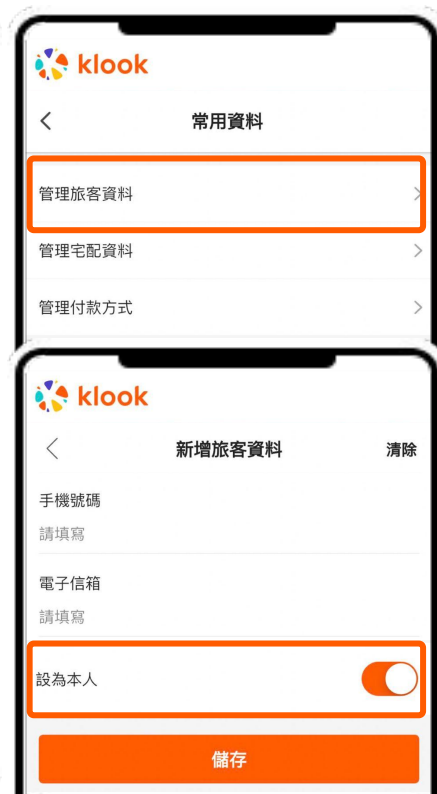 klook
常用資料
管理旅客資料
管理宅配資料
管理付款方式
klook
新增旅客資料 清除
手機號碼
請填寫
電子信箱
請填寫
設為本人
儲存